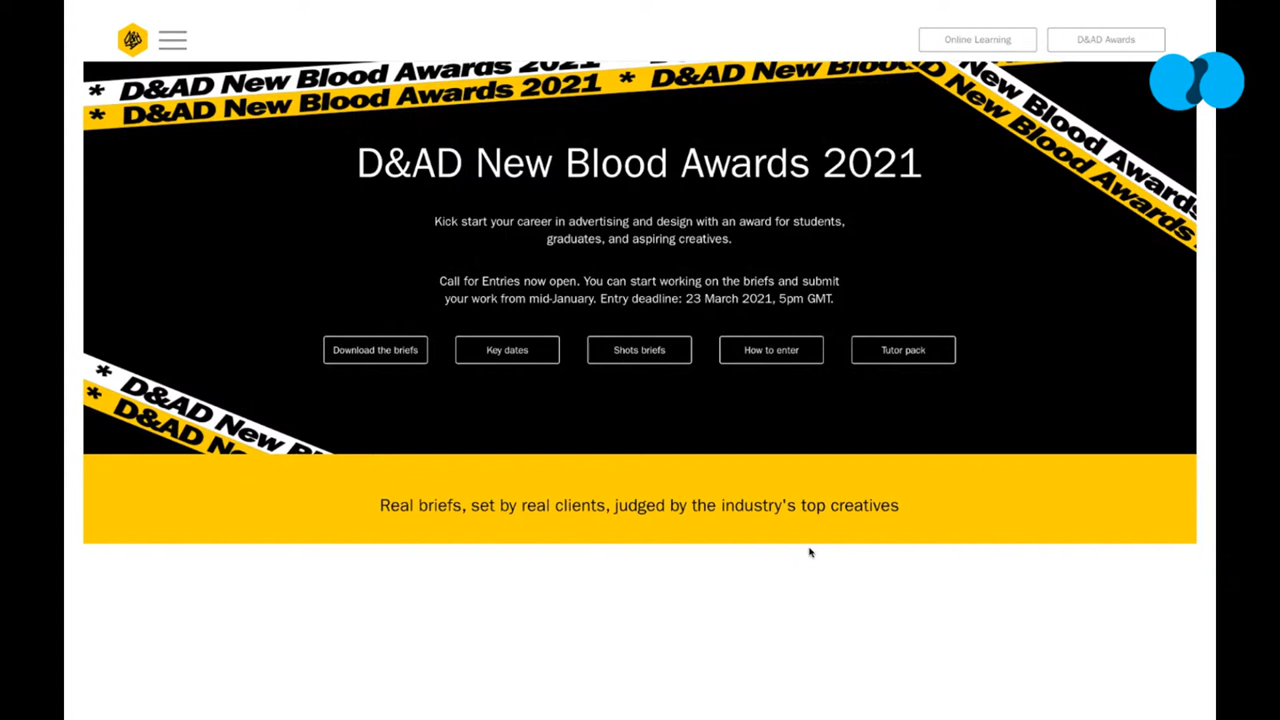 Online Learning
D&AD Awards
* D&AD New Blood Awards 2021
* D&AD New Blood Awards 2021 * D&AD New Blood
D&AD New Blood Awards 2021
New Blood Awards
D New Blood Awards
Kick start your career in advertising and design with an award for students,
graduates, and aspiring creatives.
Call for Entries now open. You can start working on the briefs and submit
your work from mid-January. Entry deadline: 23 March 2021, 5pm GMT.
Download the briefs
Key dates
Shots briefs
How to enter
Tutor pack
* D&AD New
* D&AD
Real briefs, set by real clients, judged by the industry's top creatives